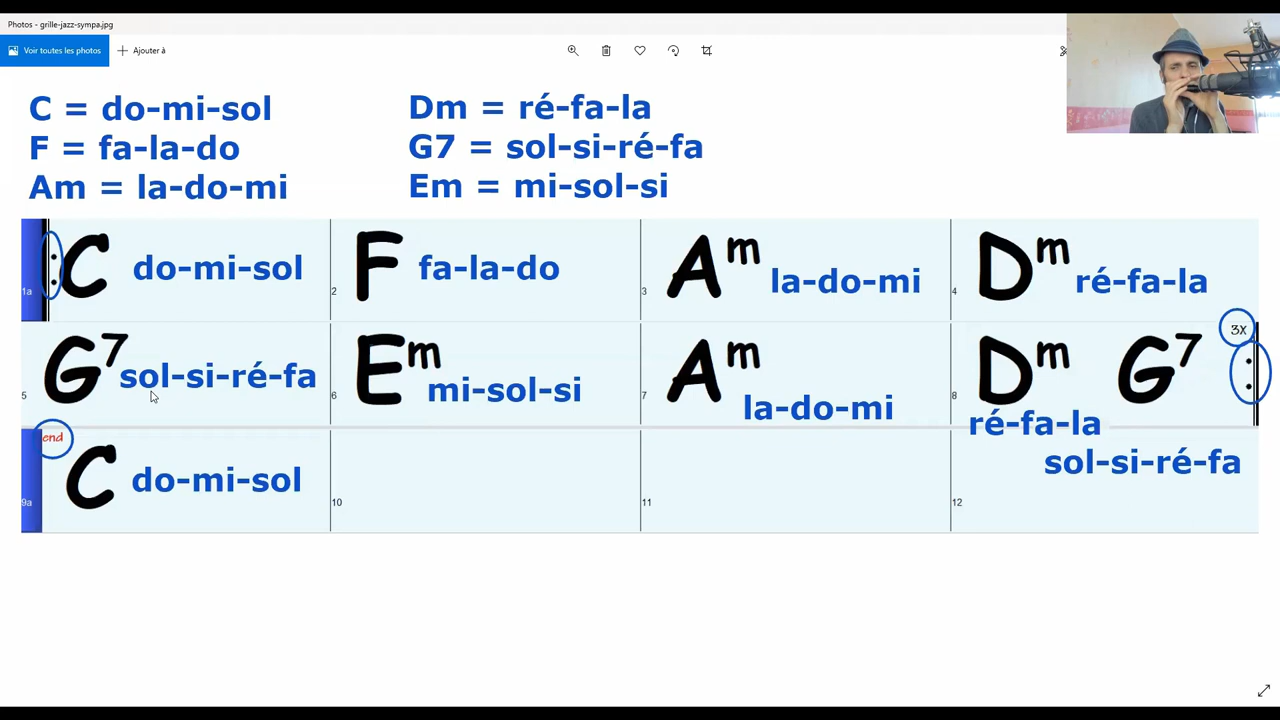 Photos - grille-jazz-sympa.jpg
Voir toutes les photos
Ajouter à
C = do-mi-sol
Dm = ré-fa-la
F = fa-la-do
G7 = sol-si-ré-fa
Am = la-do-mi
Em = mi-sol-si
1a
C do-mi-sol
2
F fa-la-do
3
Am la-do-mi
4
Dm ré-fa-la
5
G7 sol-si-ré-fa
6
Em mi-sol-si
7
Am la-do-mi
8
Dm G7
3X
ré-fa-la
sol-si-ré-fa
end
9a
C do-mi-sol
10
11
12